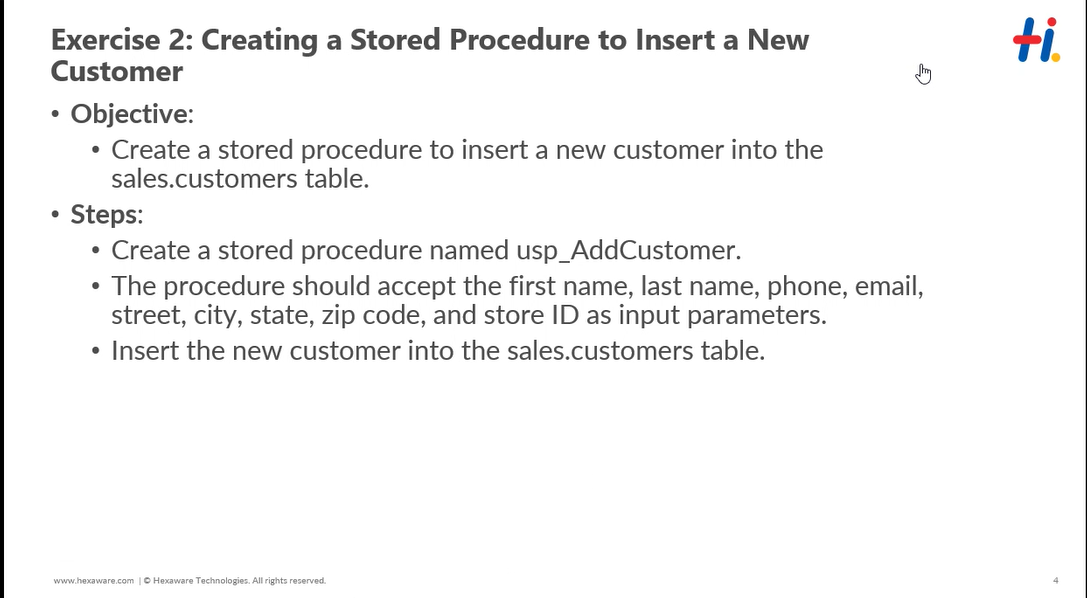 Exercise 2: Creating a Stored Procedure to Insert a New
Customer
• Objective:
• Create a stored procedure to insert a new customer into the
sales.customers table.
• Steps:
• Create a stored procedure named usp_AddCustomer.
• The procedure should accept the first name, last name, phone, email,
street, city, state, zip code, and store ID as input parameters.
• Insert the new customer into the sales.customers table.
www.hexaware.com | © Hexaware Technologies. All rights reserved.
4